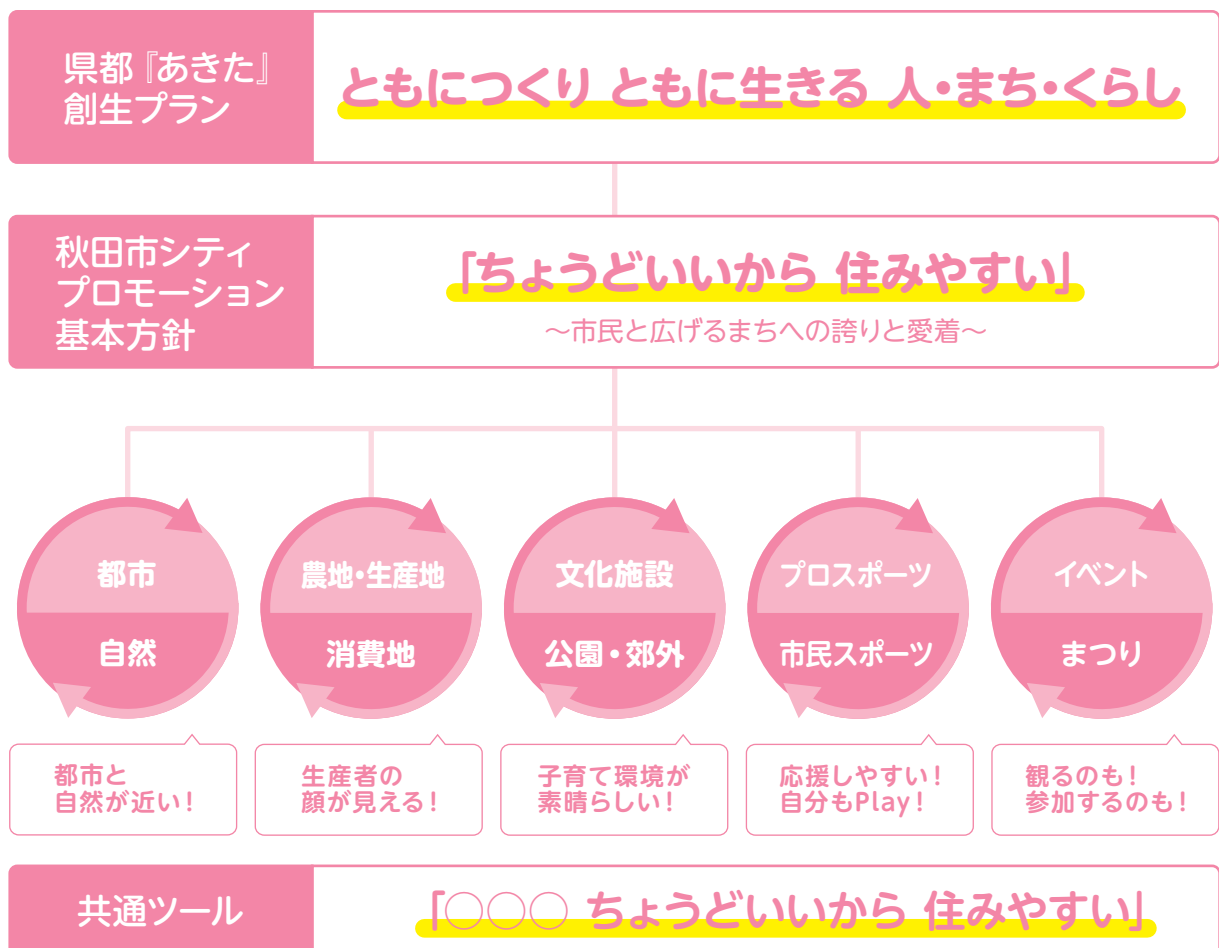 県都『あきた』
創生プラン
ともにつくり ともに生きる 人・まち・くらし
秋田市シティ
プロモーション
基本方針
「ちょうどいいから 住みやすい」
～市民と広げるまちへの誇りと愛着～
都市
自然
農地・生産地
消費地
文化施設
公園・郊外
プロスポーツ
市民スポーツ
イベント
まつり
都市と
自然が近い！
生産者の
顔が見える！
子育て環境が
素晴らしい！
応援しやすい！
自分もPlay！
観るのも！
参加するのも！
共通ツール
「○○○ ちょうどいいから 住みやすい」